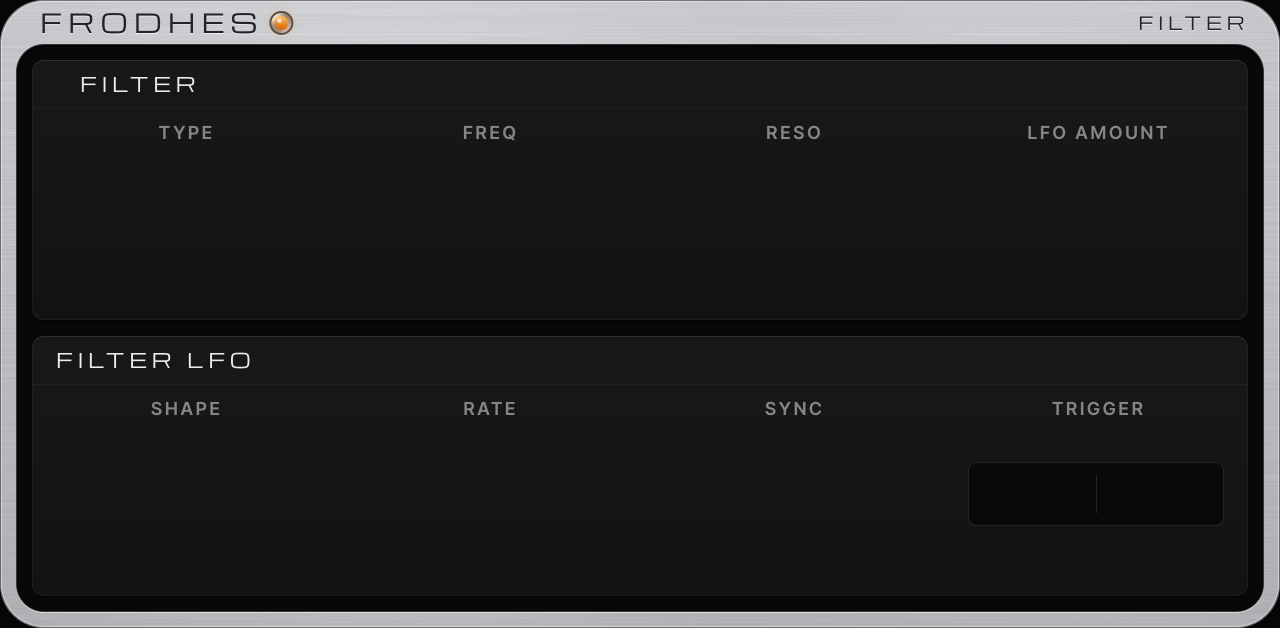 FRODHES
FILTER
FILTER
TYPE FREQ RESO LFO AMOUNT
FILTER LFO
SHAPE RATE SYNC TRIGGER